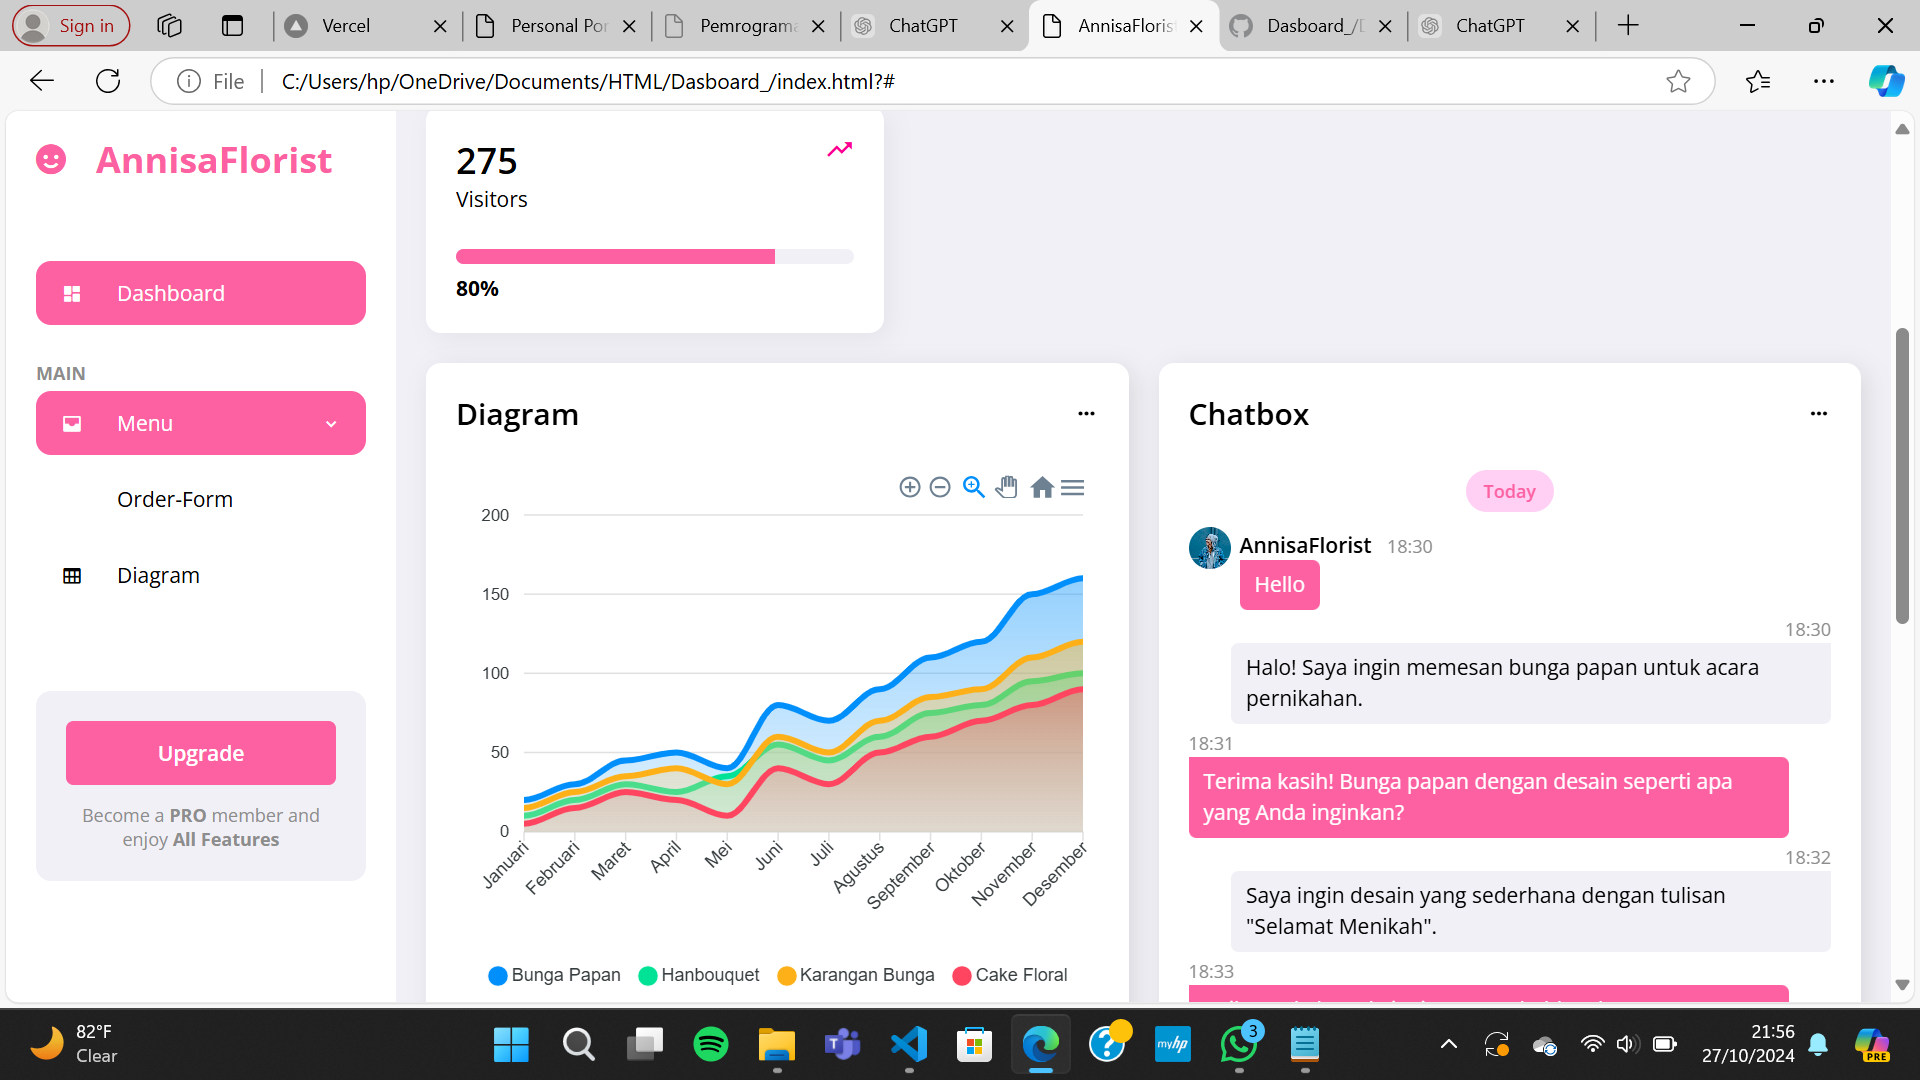 Sign in
Vercel
Personal Por
Pemrograma
ChatGPT
AnnisaFloris
Dasboard_/D
ChatGPT
File
C:/Users/hp/OneDrive/Documents/HTML/Dasboard_/index.html?#
AnnisaFlorist
Dashboard
MAIN
Menu
Order-Form
Diagram
Upgrade
Become a PRO member and
enjoy All Features
275
Visitors
80%
Diagram
200
150
100
50
0
Januari
Februari
Maret
April
Mei
Juni
Juli
Agustus
September
Oktober
November
Desember
Bunga Papan
Hanbouquet
Karangan Bunga
Cake Floral
Chatbox
Today
AnnisaFlorist 18:30
Hello
18:30
Halo! Saya ingin memesan bunga papan untuk acara
pernikahan.
18:31
Terima kasih! Bunga papan dengan desain seperti apa
yang Anda inginkan?
18:32
Saya ingin desain yang sederhana dengan tulisan
"Selamat Menikah".
18:33
82°F
Clear
myhp
3
21:56
27/10/2024
PRE